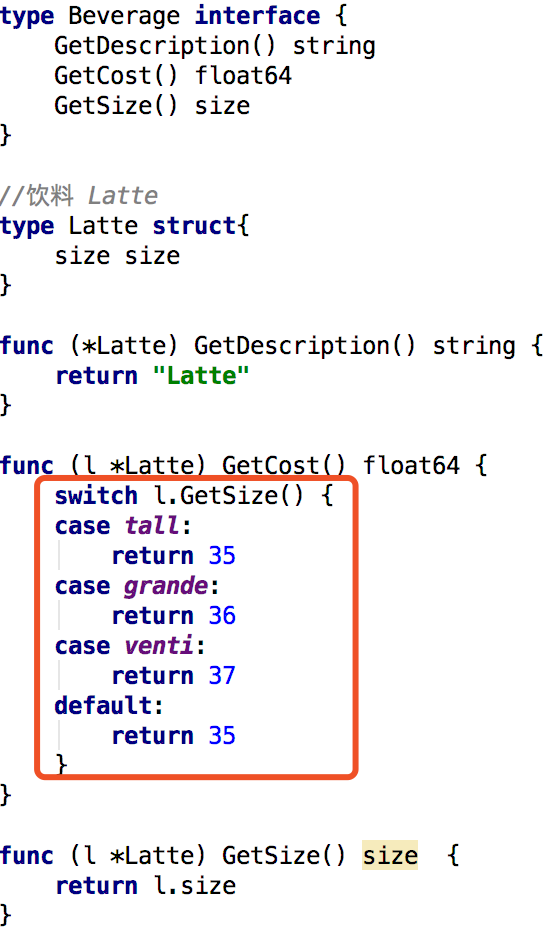 type Beverage interface {
    GetDescription() string
    GetCost() float64
    GetSize() size
}
//饮料 Latte
type Latte struct{
    size size
}
func (*Latte) GetDescription() string {
    return "Latte"
}
func (l *Latte) GetCost() float64 {
    switch l.GetSize() {
    case tall:
        return 35
    case grande:
        return 36
    case venti:
        return 37
    default:
        return 35
    }
}
func (l *Latte) GetSize() size  {
    return l.size
}